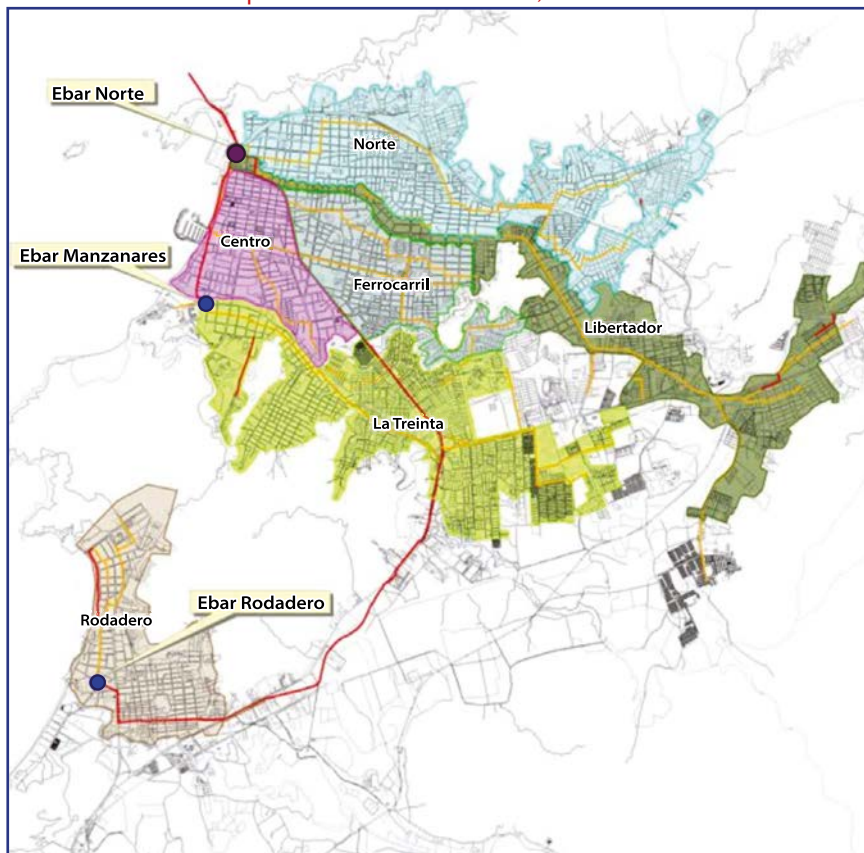 Ebar Norte
Norte
Centro
Ebar Manzanares
Ferrocarril
Libertador
La Treinta
Ebar Rodadero
Rodadero